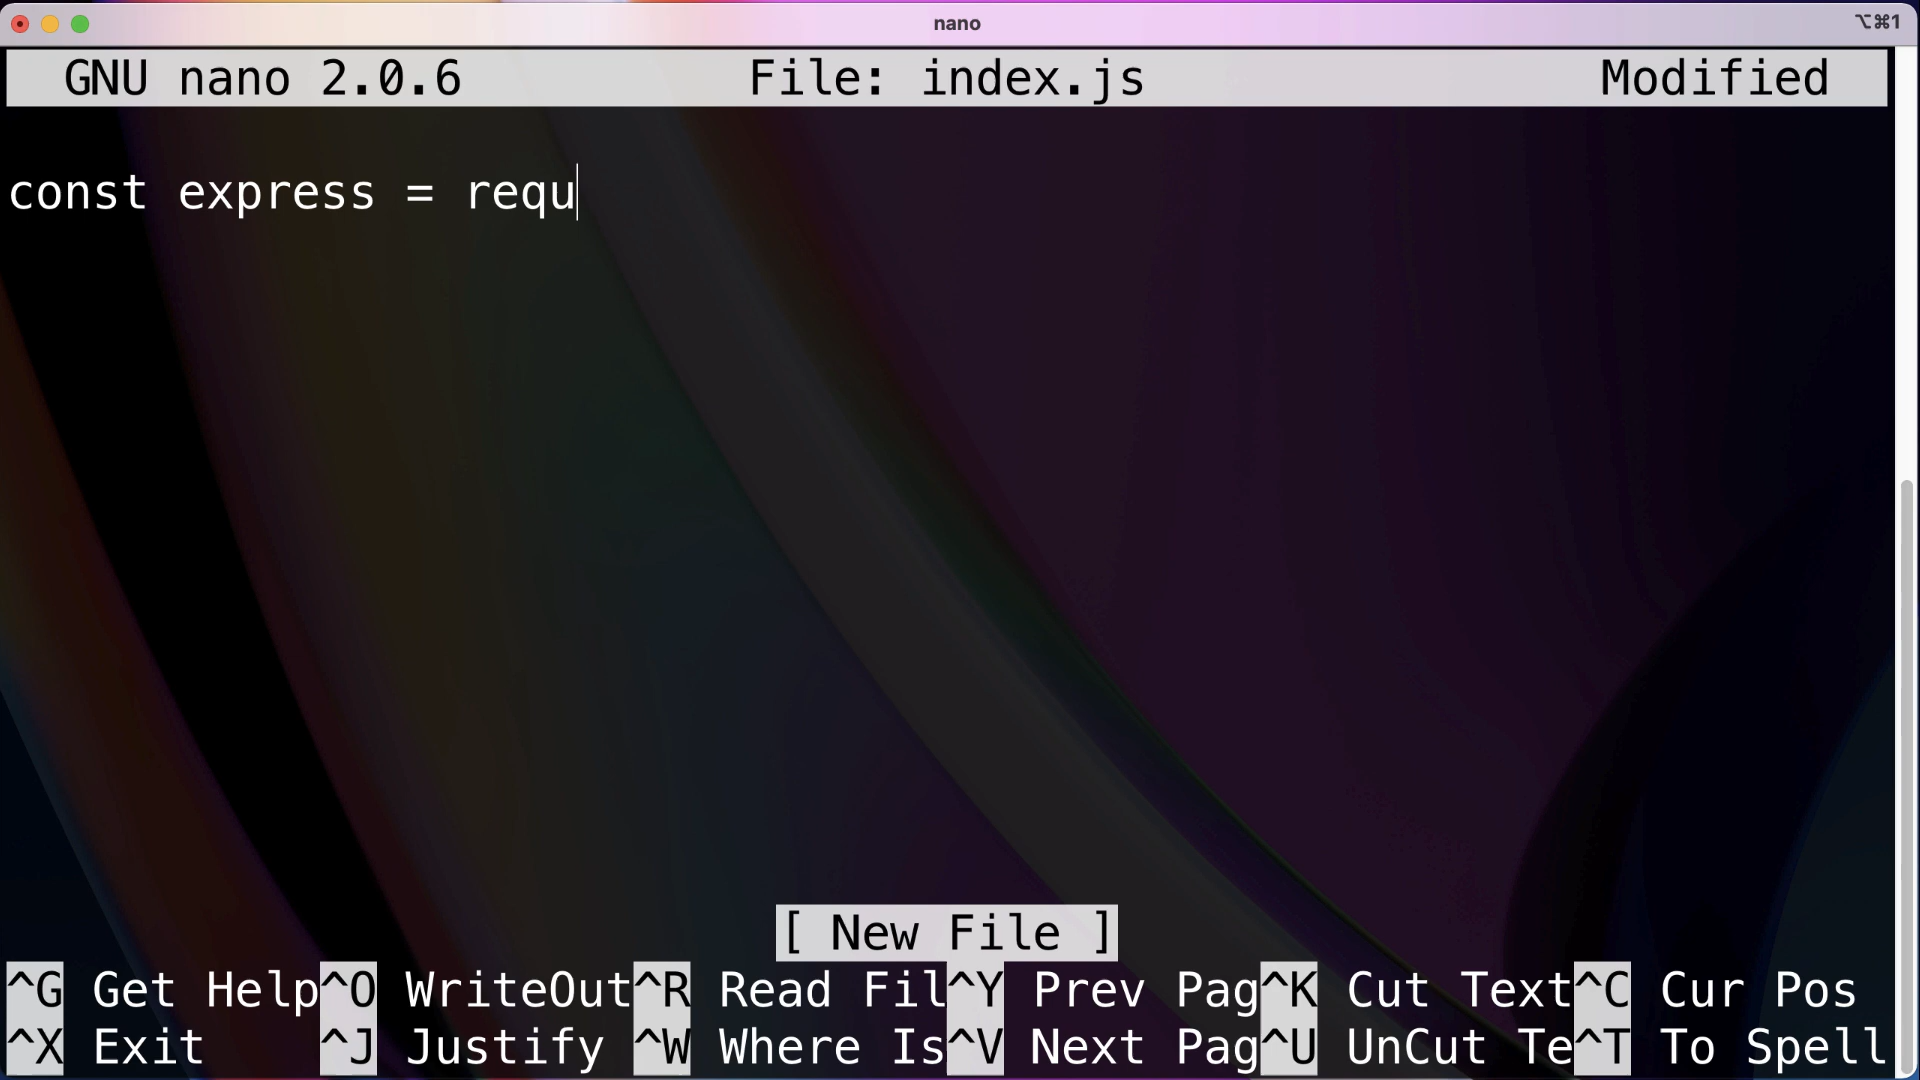 nano ⌥⌘1
GNU nano 2.0.6 File: index.js Modified
const express = requ
[ New File ]
^G Get Help^O WriteOut^R Read Fil^Y Prev Pag^K Cut Text^C Cur Pos
^X Exit ^J Justify ^W Where Is^V Next Pag^U UnCut Te^T To Spell